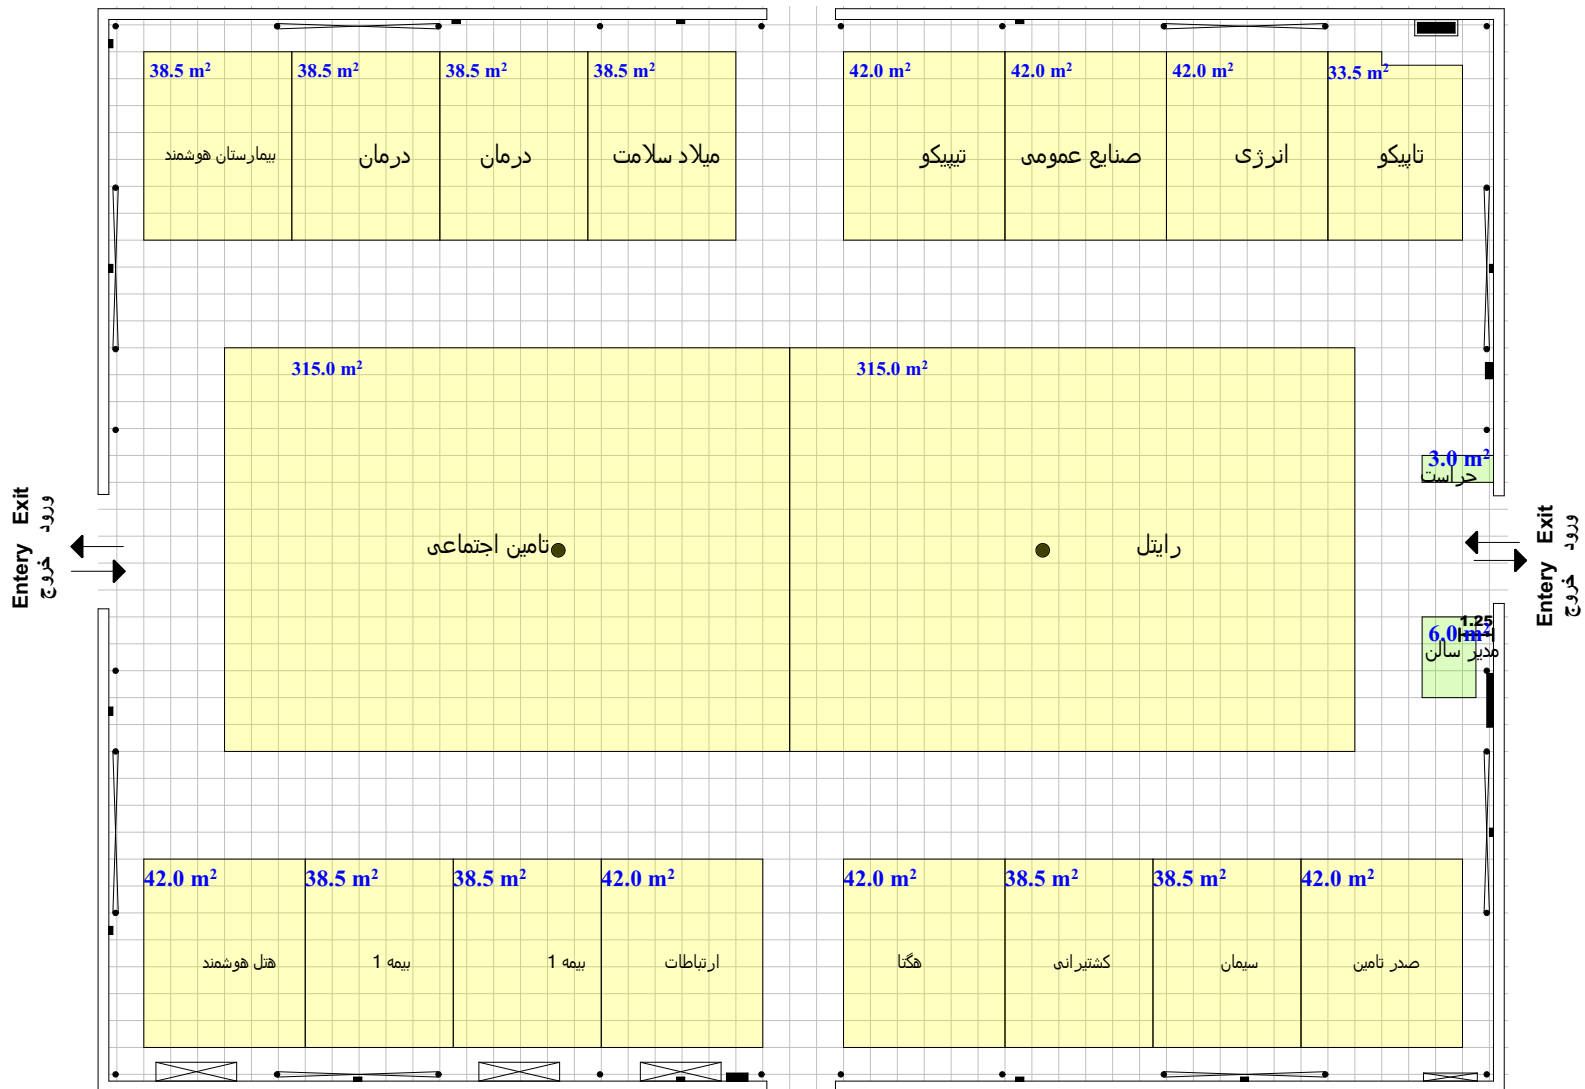 38.5 m²
38.5 m²
38.5 m²
38.5 m²
42.0 m²
42.0 m²
42.0 m²
33.5 m²
بیمارستان هوشمند
درمان
درمان
میلاد سلامت
تیپیکو
صنایع عمومی
انرژی
تاپیکو
315.0 m²
315.0 m²
تامین اجتماعی
رایتل
3.0 m²
حراست
Entery Exit
ورود خروج
Entery Exit
ورود خروج
1.25
6.0 m²
مدیر سالن
42.0 m²
38.5 m²
38.5 m²
42.0 m²
42.0 m²
38.5 m²
38.5 m²
42.0 m²
هتل هوشمند
بیمه 1
بیمه 1
ارتباطات
هگتا
کشتیرانی
سیمان
صدر تامین